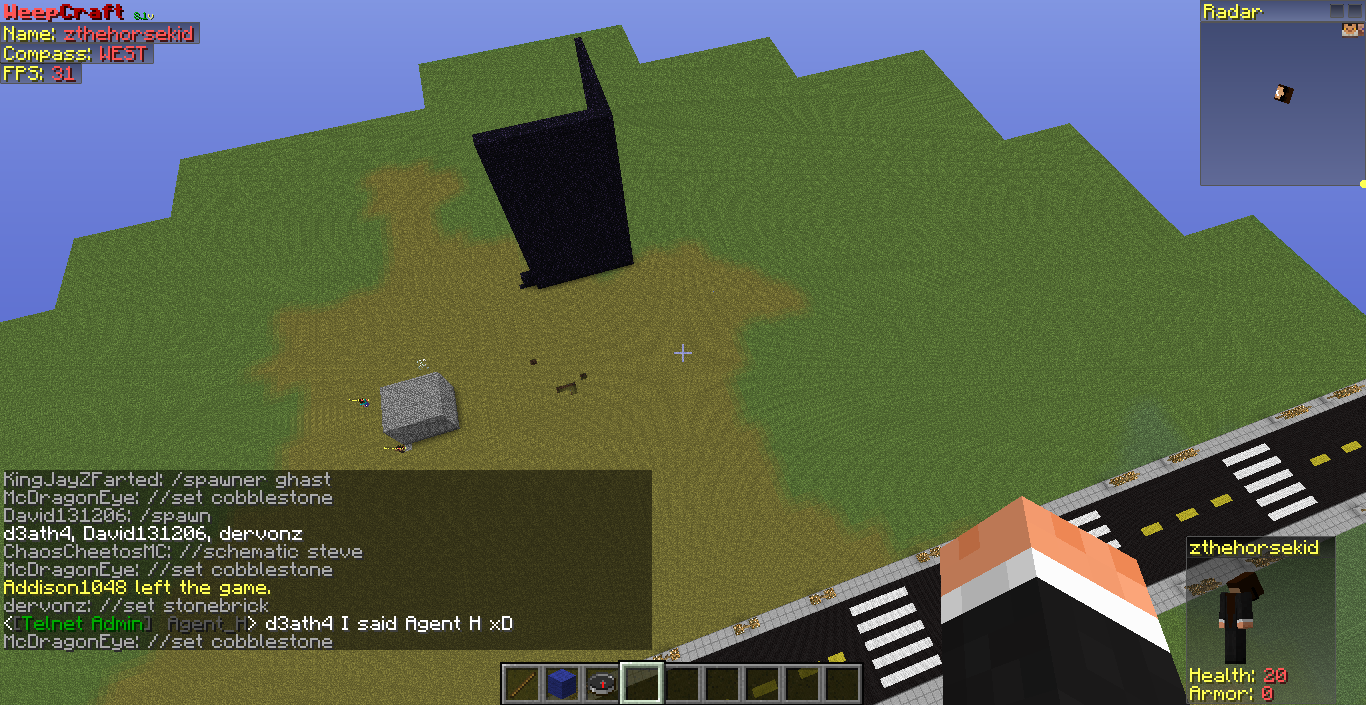 WeepCraft 8.1v
Name: zthehorsekid
Compass: WEST
FPS: 31
Radar
KingJayZFarted: /spawner ghast
McDragonEye: //set cobblestone
David131206: /spawn
d3ath4, David131206, dervonz
ChaosCheetosMC: //schematic steve
McDragonEye: //set cobblestone
Addison1048 left the game.
dervonz: //set stonebrick
<[Telnet Admin] Agent_H> d3ath4 I said Agent H xD
McDragonEye: //set cobblestone
zthehorsekid
Health: 20
Armor: 0